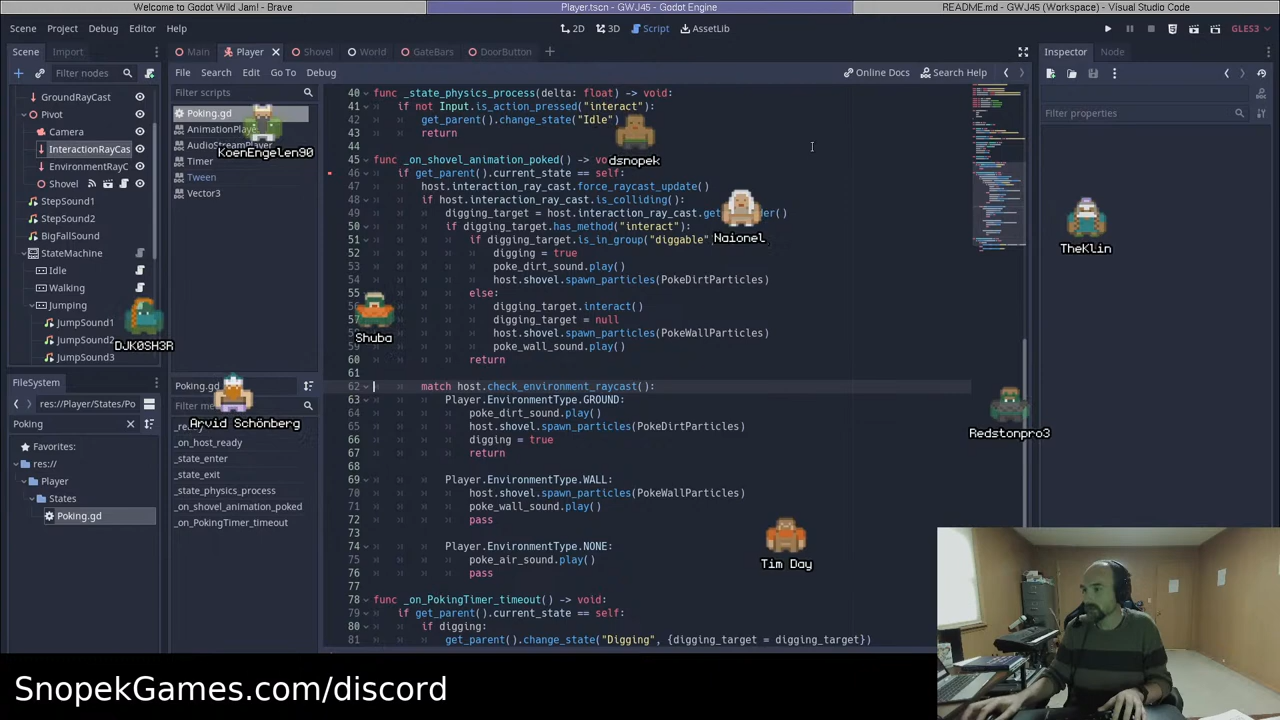 Welcome to Godot Wild Jam! - Brave
Player.tscn - GWJ45 - Godot Engine
README.md - GWJ45 (Workspace) - Visual Studio Code
Scene Project Debug Editor Help
2D 3D Script AssetLib
GLES3
Scene Import
Main Player Shovel World GateBars DoorButton
Inspector Node
Filter nodes
File Search Edit Go To Debug
Online Docs Search Help
GroundRayCast
Pivot
Camera
InteractionRayCas
EnvironmentRayC
Shovel
StepSound1
StepSound2
BigFallSound
StateMachine
Idle
Walking
Jumping
JumpSound1
JumpSound2
JumpSound3
Filter scripts
Poking.gd
AnimationPlaye
AudioStreamPlayer
Timer
Tween
Vector3
FileSystem
res://Player/States/Po
Poking
Favorites:
res://
Player
States
Poking.gd
Poking.gd
_on_host_ready
_state_enter
_state_exit
_state_physics_process
_on_shovel_animation_poked
_on_PokingTimer_timeout
40 func _state_physics_process(delta: float) -> void:
41 if not Input.is_action_pressed("interact"):
42 get_parent().change_state("Idle")
43 return
44
45 func _on_shovel_animation_poked() -> vo
46 if get_parent().current_state == self:
47 host.interaction_ray_cast.force_raycast_update()
48 if host.interaction_ray_cast.is_colliding():
49 digging_target = host.interaction_ray_cast.get er()
50 if digging_target.has_method("interact"):
51 if digging_target.is_in_group("diggable"
52 digging = true
53 poke_dirt_sound.play()
54 host.shovel.spawn_particles(PokeDirtParticles)
55 else:
56 digging_target.interact()
57 digging_target = null
host.shovel.spawn_particles(PokeWallParticles)
59 poke_wall_sound.play()
60 return
61
62 match host.check_environment_raycast():
63 Player.EnvironmentType.GROUND:
64 poke_dirt_sound.play()
65 host.shovel.spawn_particles(PokeDirtParticles)
66 digging = true
67 return
68
69 Player.EnvironmentType.WALL:
70 host.shovel.spawn_particles(PokeWallParticles)
71 poke_wall_sound.play()
72 pass
73
74 Player.EnvironmentType.NONE:
75 poke_air_sound.play()
76 pass
77
78 func _on_PokingTimer_timeout() -> void:
79 if get_parent().current_state == self:
80 if digging:
81 get_parent().change_state("Digging", {digging_target = digging_target})
Filter properties
KoenEngelen90
dsnopek
Naionel
TheKlin
Shuba
DJK0SH3R
Arvid Schönberg
Redstonpro3
Tim Day
SnopekGames.com/discord